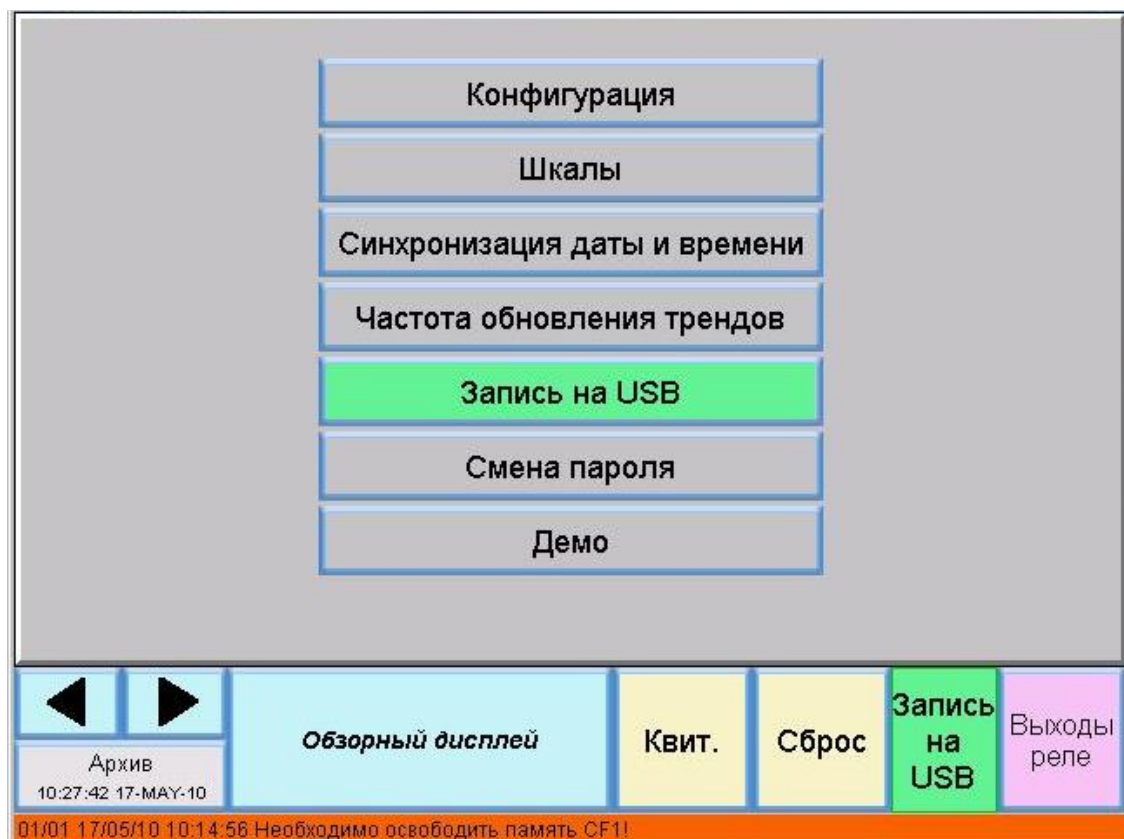 Конфигурация
Шкалы
Синхронизация даты и времени
Частота обновления трендов
Запись на USB
Смена пароля
Демо
Архив
10:27:42 17-MAY-10
Обзорный дисплей
Квит.
Сброс
Запись
на
USB
Выходы
реле
01/01 17/05/10 10:14:56 Необходимо освободить память CF1!